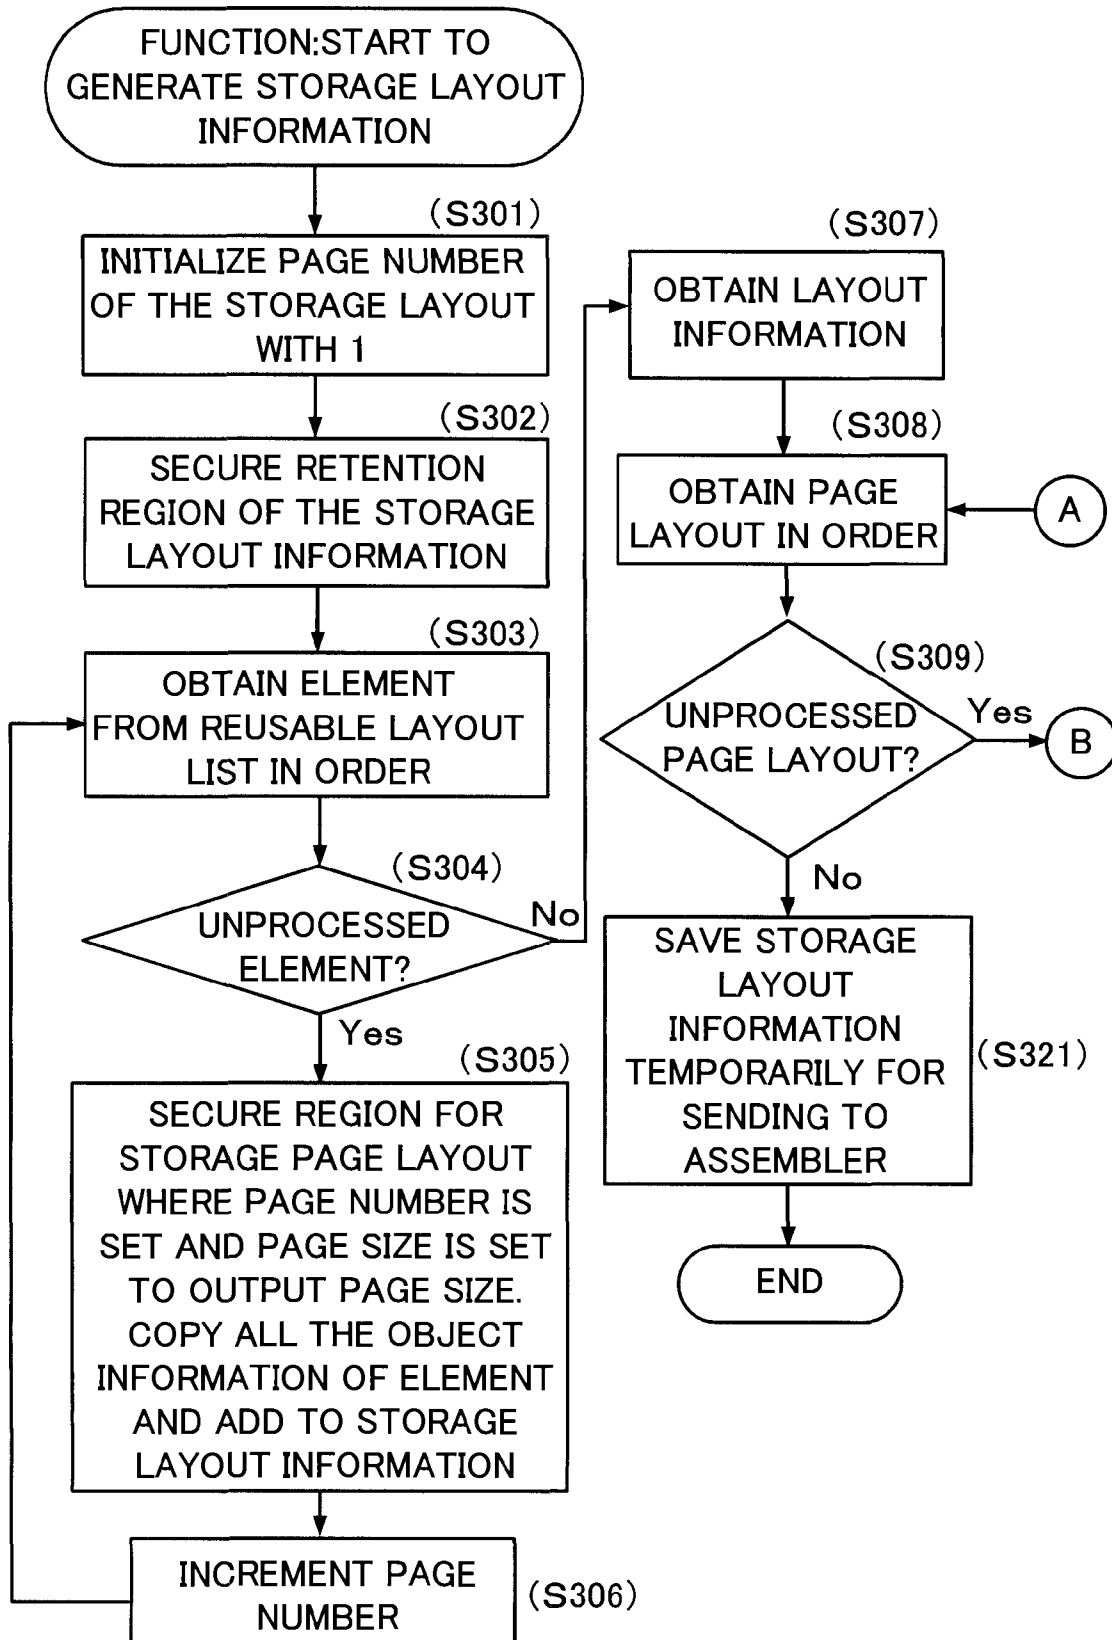 FUNCTION:START TO
GENERATE STORAGE LAYOUT
INFORMATION
(S301)
INITIALIZE PAGE NUMBER
OF THE STORAGE LAYOUT
WITH 1
(S302)
SECURE RETENTION
REGION OF THE STORAGE
LAYOUT INFORMATION
(S303)
OBTAIN ELEMENT
FROM REUSABLE LAYOUT
LIST IN ORDER
(S304)
UNPROCESSED
ELEMENT?
No
Yes
(S305)
SECURE REGION FOR
STORAGE PAGE LAYOUT
WHERE PAGE NUMBER IS
SET AND PAGE SIZE IS SET
TO OUTPUT PAGE SIZE.
COPY ALL THE OBJECT
INFORMATION OF ELEMENT
AND ADD TO STORAGE
LAYOUT INFORMATION
INCREMENT PAGE
NUMBER
(S306)
(S307)
OBTAIN LAYOUT
INFORMATION
(S308)
OBTAIN PAGE
LAYOUT IN ORDER
A
(S309)
UNPROCESSED
PAGE LAYOUT?
Yes
B
No
SAVE STORAGE
LAYOUT
INFORMATION
TEMPORARILY FOR
SENDING TO
ASSEMBLER
(S321)
END